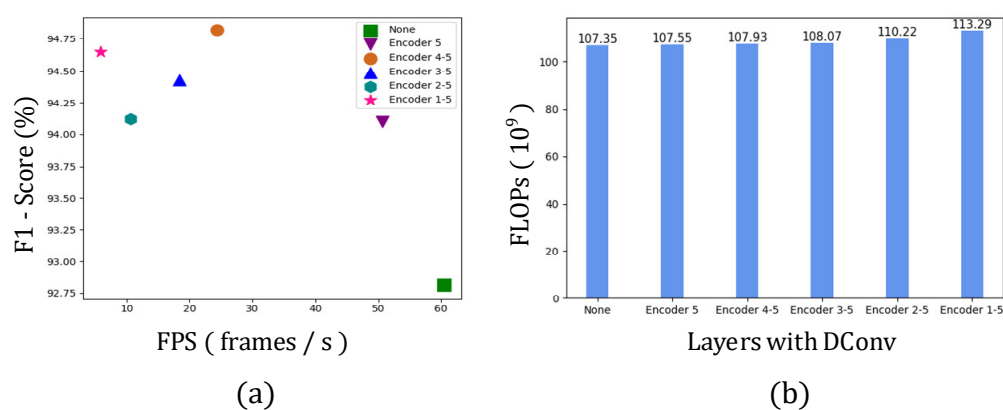 94.75
94.50
94.25
94.00
93.75
93.50
93.25
93.00
92.75
F1 - Score (%)
None
Encoder 5
Encoder 4-5
Encoder 3-5
Encoder 2-5
Encoder 1-5
10 20 30 40 50 60
FPS ( frames / s )
(a)
100
80
60
40
20
0
FLOPs ( 10⁹ )
107.35 107.55 107.93 108.07 110.22 113.29
None Encoder 5 Encoder 4-5 Encoder 3-5 Encoder 2-5 Encoder 1-5
Layers with DConv
(b)